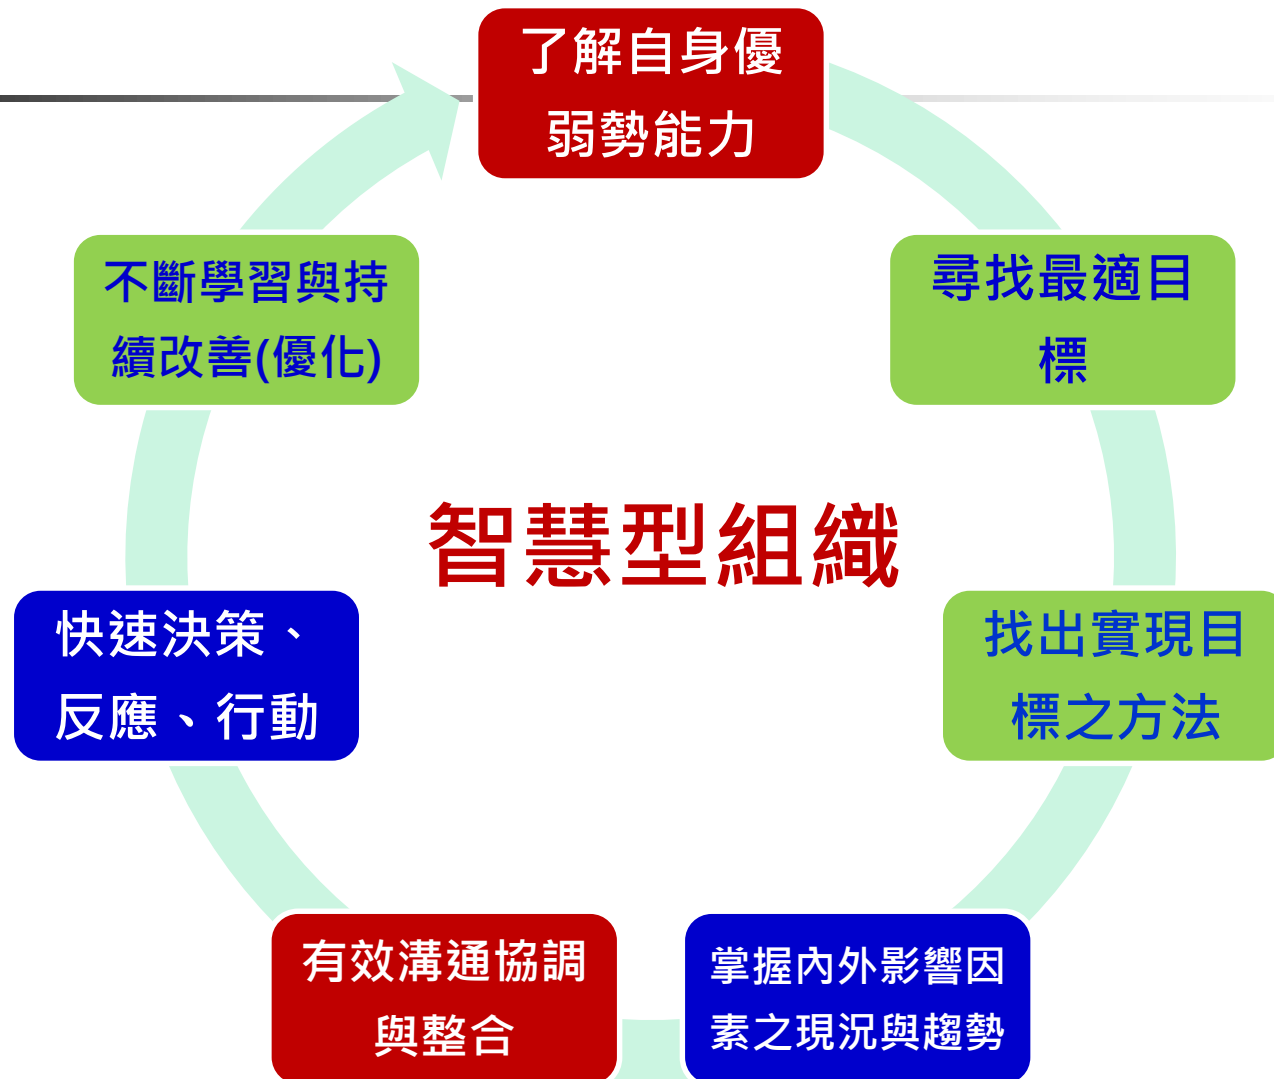 了解自身優
弱勢能力
尋找最適目
標
找出實現目
標之方法
掌握內外影響因
素之現況與趨勢
有效溝通協調
與整合
快速決策、
反應、行動
不斷學習與持
續改善(優化)
智慧型組織